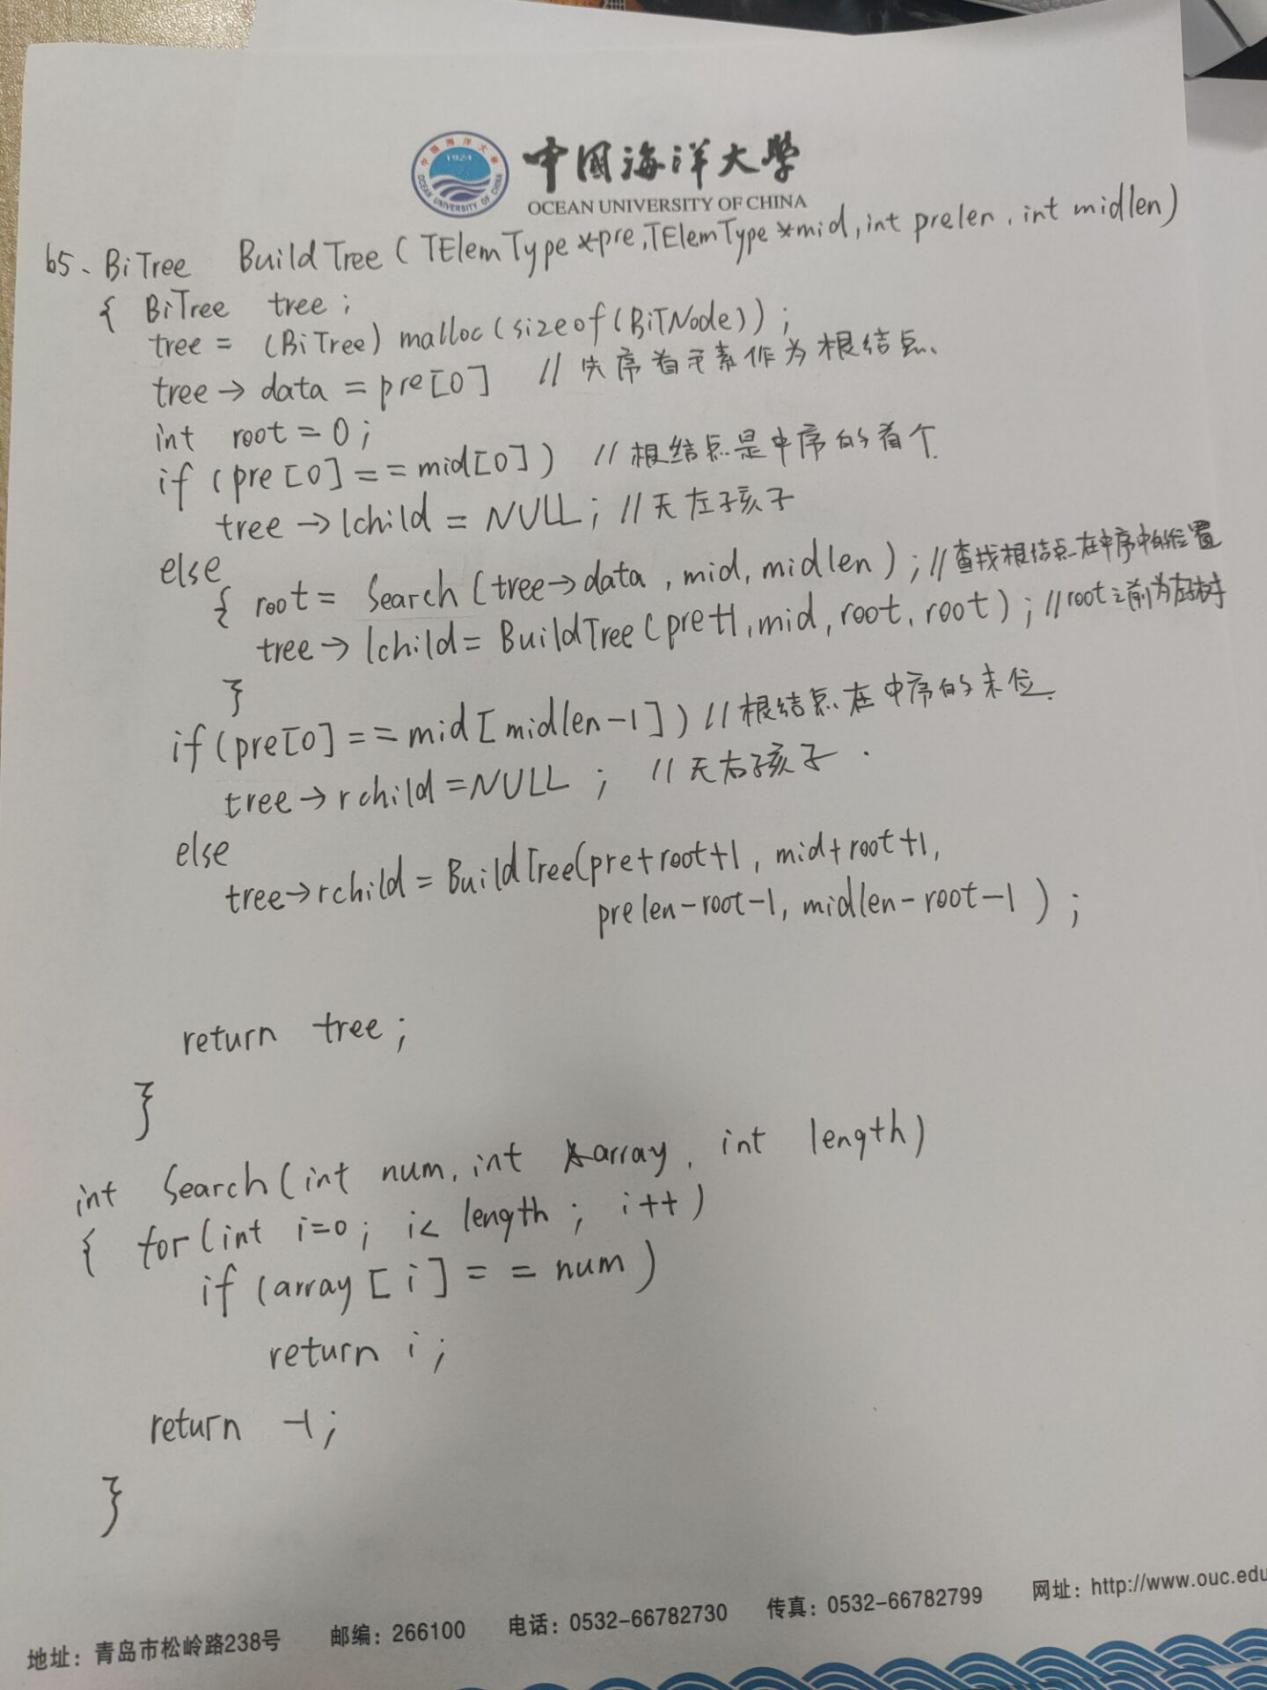 中国海洋大学
OCEAN UNIVERSITY OF CHINA
1924
65、BiTree BuildTree ( TElemType *pre, TElemType *mid, int prelen, int midlen)
{ BiTree tree ;
tree = (BiTree) malloc (sizeof (BiTNode)) ;
tree → data = pre[0] // 先序首元素作为根结点、
int root = 0 ;
if (pre [0] == mid[0] ) // 根结点是中序的首个
tree → lchild = NULL ; // 无左孩子
else
{ root = Search ( tree→data , mid, midlen ) ; // 查找根结点在中序中的位置
tree → lchild = BuildTree ( pre+1, mid, root, root ) ; // root之前为左子树
}
if (pre[0] == mid [ midlen-1 ] ) // 根结点在中序的末位.
tree → rchild = NULL ; // 无右孩子 .
else
tree→rchild = BuildTree(pre+root+1, mid+root+1,
prelen-root-1, midlen-root-1 ) ;
return tree ;
}
int Search ( int num, int *array, int length )
{ for (int i=0 ; i< length ; i++ )
if (array [ i ] == num )
return i ;
return -1 ;
}
地址：青岛市松岭路238号 邮编：266100 电话：0532-66782730 传真：0532-66782799 网址：http://www.ouc.edu